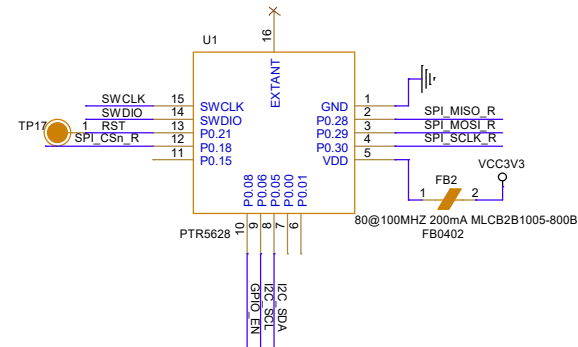 U1
16
EXTANT
SWCLK 15 SWCLK GND 1
SWDIO 14 SWDIO P0.28 2 SPI_MISO_R
TP17 1 RST 13 P0.21 P0.29 3 SPI_MOSI_R
SPI_CSn_R 12 P0.18 P0.30 4 SPI_SCLK_R
11 P0.15 VDD 5
VCC3V3
P0.08 P0.06 P0.05 P0.00 P0.01
1 FB2 2
10 9 8 7 6
80@100MHZ 200mA MLCB2B1005-800B
FB0402
PTR5628
GPIO_EN I2C_SCL I2C_SDA